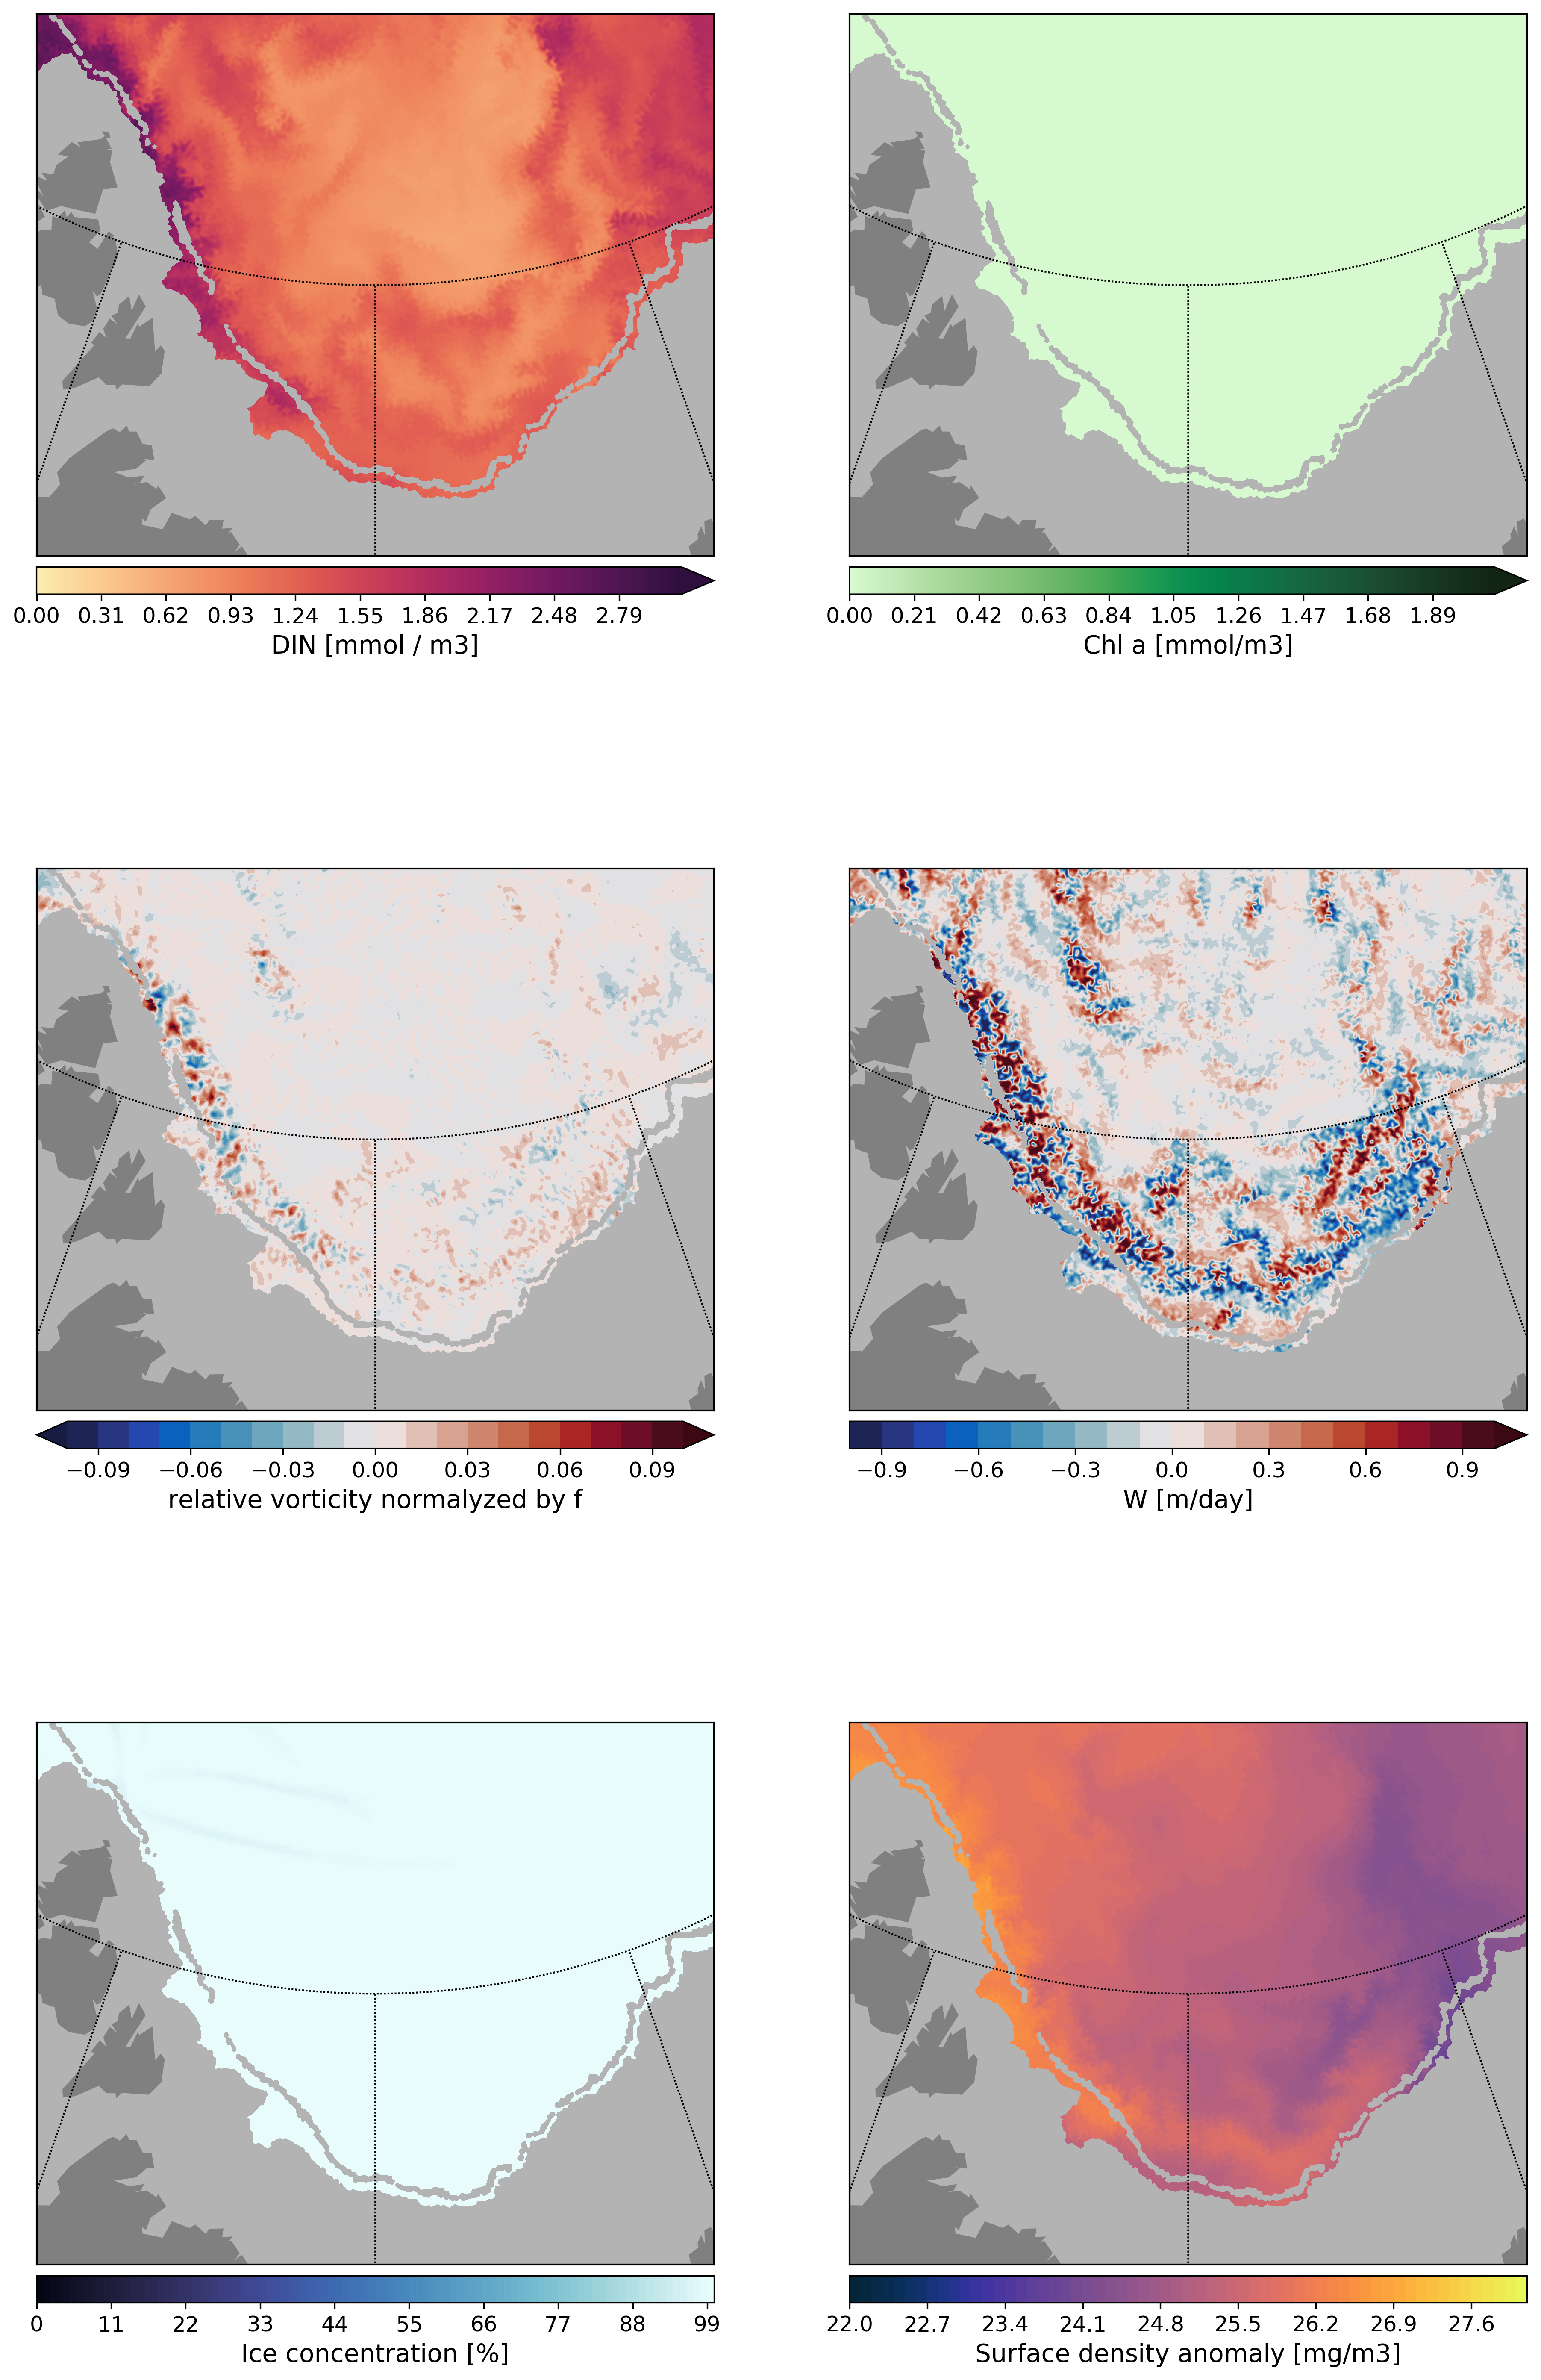 0.00 0.31 0.62 0.93 1.24 1.55 1.86 2.17 2.48 2.79
DIN [mmol / m3]
0.00 0.21 0.42 0.63 0.84 1.05 1.26 1.47 1.68 1.89
Chl a [mmol/m3]
−0.09 −0.06 −0.03 0.00 0.03 0.06 0.09
relative vorticity normalyzed by f
−0.9 −0.6 −0.3 0.0 0.3 0.6 0.9
W [m/day]
0 11 22 33 44 55 66 77 88 99
Ice concentration [%]
22.0 22.7 23.4 24.1 24.8 25.5 26.2 26.9 27.6
Surface density anomaly [mg/m3]